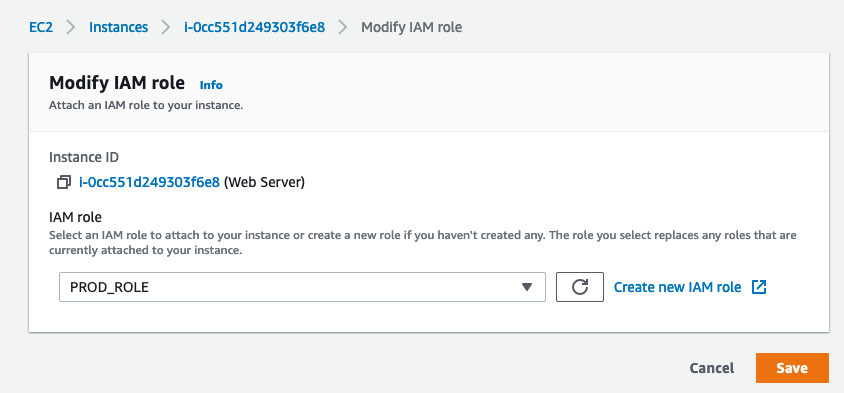 EC2 > Instances > i-0cc551d249303f6e8 > Modify IAM role
Modify IAM role Info
Attach an IAM role to your instance.
Instance ID
i-0cc551d249303f6e8 (Web Server)
IAM role
Select an IAM role to attach to your instance or create a new role if you haven't created any. The role you select replaces any roles that are
currently attached to your instance.
PROD_ROLE Create new IAM role
Cancel Save